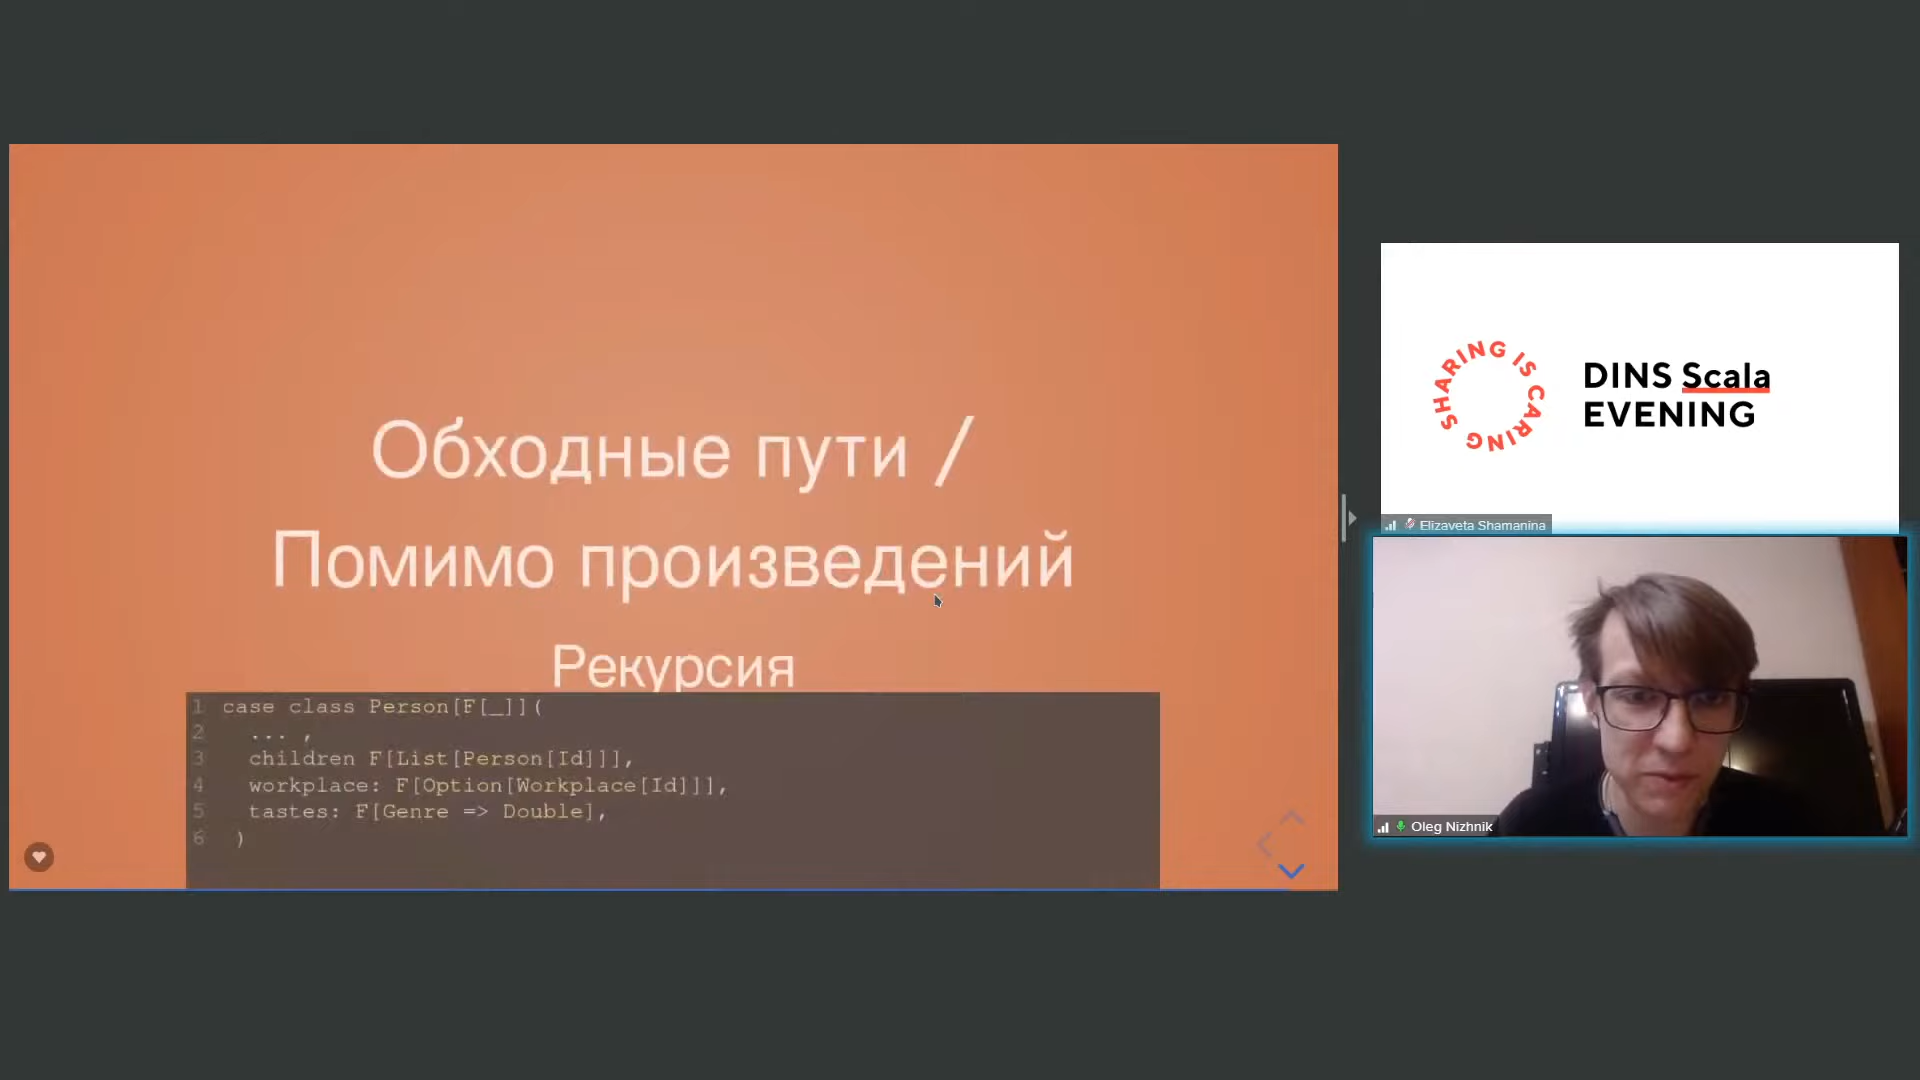 Обходные пути /
Помимо произведений
Рекурсия
1 case class Person[F[_]](
2 ... ,
3 children F[List[Person[Id]]],
4 workplace: F[Option[Workplace[Id]]],
5 tastes: F[Genre => Double],
6 )
SHARING IS CARING
DINS Scala
EVENING
Elizaveta Shamanina
Oleg Nizhnik